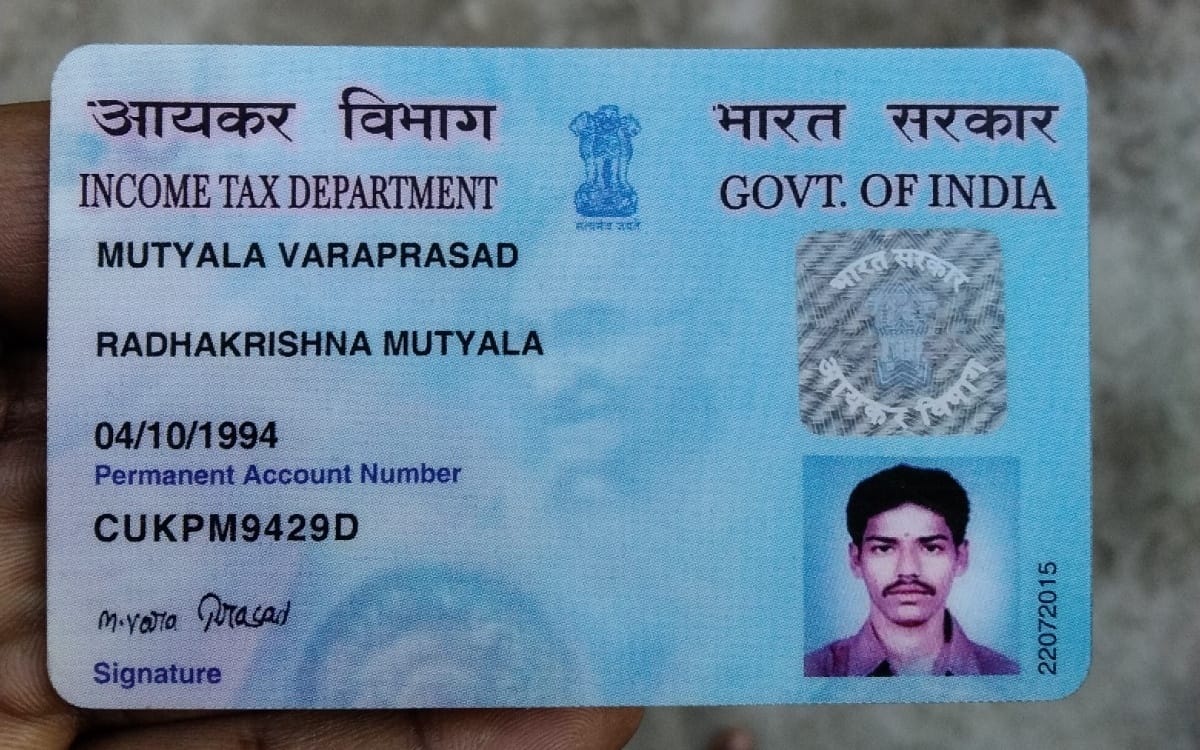 आयकर विभाग
भारत सरकार
INCOME TAX DEPARTMENT
GOVT. OF INDIA
सत्यमेव जयते
MUTYALA VARAPRASAD
भारत सरकार
आयकर विभाग
RADHAKRISHNA MUTYALA
04/10/1994
Permanent Account Number
CUKPM9429D
M.Vara Prasad
Signature
22072015